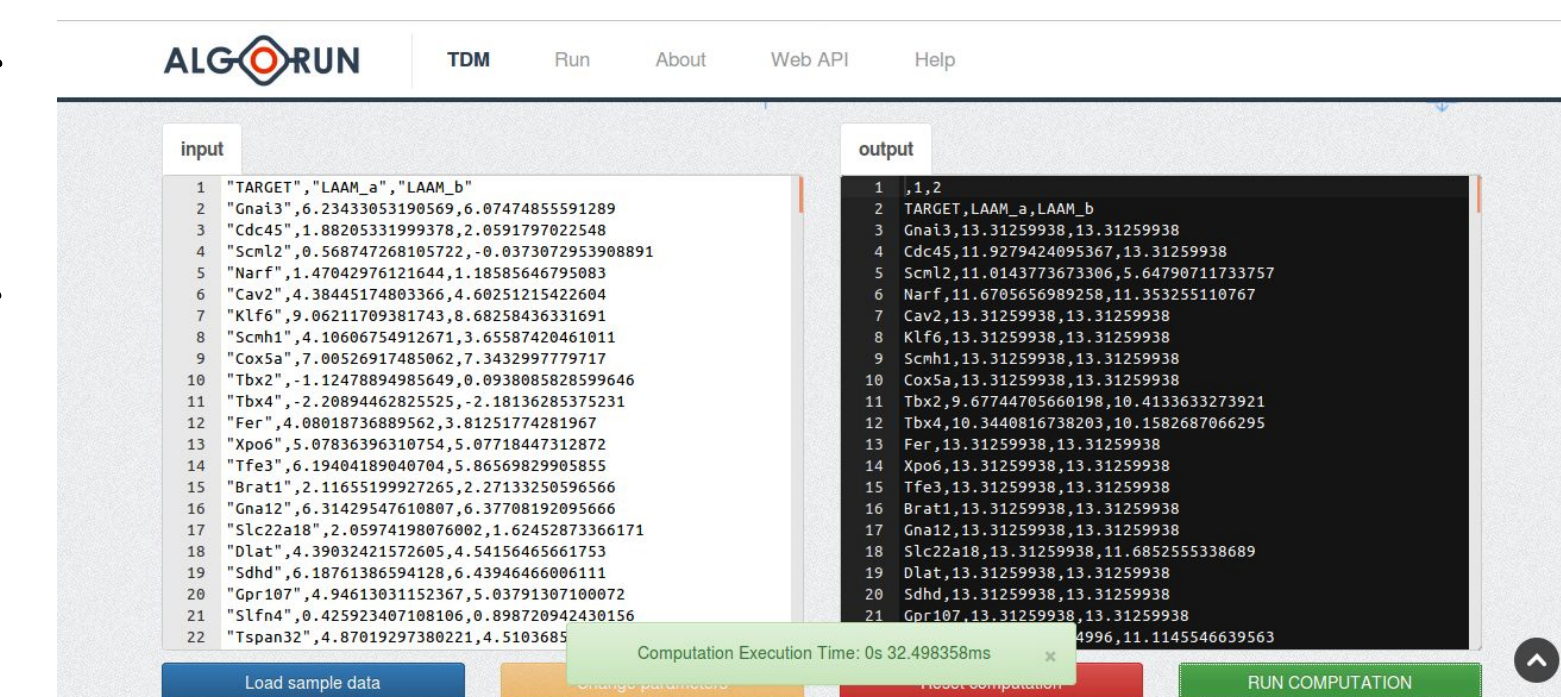 ALGORUN TDM Run About Web API Help
input
1 "TARGET","LAAM_a","LAAM_b"
2 "Gnai3",6.23433053190569,6.07474855591289
3 "Cdc45",1.88205331999378,2.0591797022548
4 "Scml2",0.568747268105722,-0.0373072953908891
5 "Narf",1.47042976121644,1.18585646795083
6 "Cav2",4.38445174803366,4.60251215422604
7 "Klf6",9.06211709381743,8.68258436331691
8 "Scmh1",4.10606754912671,3.65587420461011
9 "Cox5a",7.00526917485062,7.3432997779717
10 "Tbx2",-1.12478894985649,0.0938085828599646
11 "Tbx4",-2.20894462825525,-2.18136285375231
12 "Fer",4.08018736889562,3.81251774281967
13 "Xpo6",5.07836396310754,5.07718447312872
14 "Tfe3",6.19404189040704,5.86569829905855
15 "Brat1",2.11655199927265,2.27133250596566
16 "Gna12",6.31429547610807,6.37708192095666
17 "Slc22a18",2.05974198076002,1.62452873366171
18 "Dlat",4.39032421572605,4.54156465661753
19 "Sdhd",6.18761386594128,6.43946466006111
20 "Gpr107",4.94613031152367,5.03791307100072
21 "Slfn4",0.425923407108106,0.898720942430156
22 "Tspan32",4.87019297380221,4.5103685
output
1 ,1,2
2 TARGET,LAAM_a,LAAM_b
3 Gnai3,13.31259938,13.31259938
4 Cdc45,11.9279424095367,13.31259938
5 Scml2,11.0143773673306,5.64790711733757
6 Narf,11.6705656989258,11.353255110767
7 Cav2,13.31259938,13.31259938
8 Klf6,13.31259938,13.31259938
9 Scmh1,13.31259938,13.31259938
10 Cox5a,13.31259938,13.31259938
11 Tbx2,9.67744705660198,10.4133633273921
12 Tbx4,10.3440816738203,10.1582687066295
13 Fer,13.31259938,13.31259938
14 Xpo6,13.31259938,13.31259938
15 Tfe3,13.31259938,13.31259938
16 Brat1,13.31259938,13.31259938
17 Gna12,13.31259938,13.31259938
18 Slc22a18,13.31259938,11.6852555338689
19 Dlat,13.31259938,13.31259938
20 Sdhd,13.31259938,13.31259938
21 Gpr107,13.31259938,13.31259938
4996,11.1145546639563
Computation Execution Time: 0s 32.498358ms ×
Load sample data Change parameters Reset computation RUN COMPUTATION